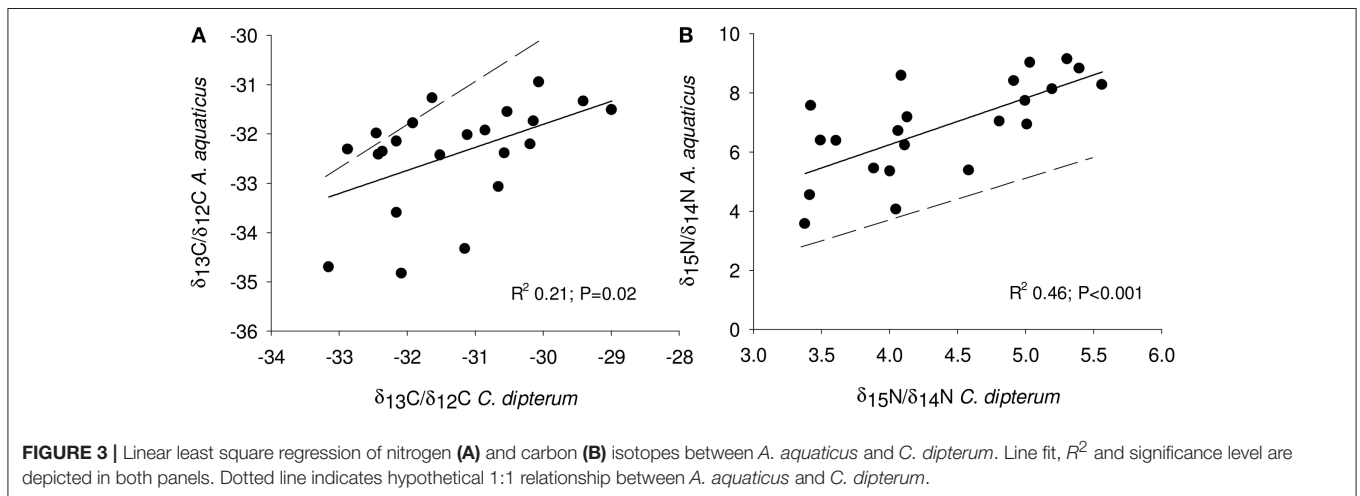 A
-30
-31
-32
-33
-34
-35
-36
δ13C/δ12C A. aquaticus
R² 0.21; P=0.02
-34 -33 -32 -31 -30 -29 -28
δ13C/δ12C C. dipterum
B
10
8
6
4
2
0
δ15N/δ14N A. aquaticus
R² 0.46; P<0.001
3.0 3.5 4.0 4.5 5.0 5.5 6.0
δ15N/δ14N C. dipterum
FIGURE 3 | Linear least square regression of nitrogen (A) and carbon (B) isotopes between A. aquaticus and C. dipterum. Line fit, R² and significance level are
depicted in both panels. Dotted line indicates hypothetical 1:1 relationship between A. aquaticus and C. dipterum.